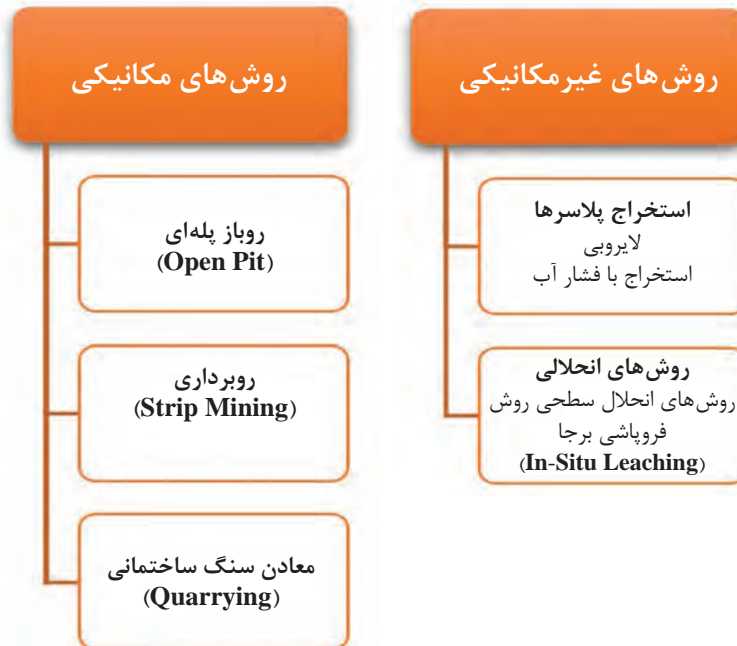 روش‌های غیرمکانیکی
استخراج پلاسرها
لایروبی
استخراج با فشار آب
روش‌های انحلالی
روش‌های انحلال سطحی روش
فروپاشی برجا
(In-Situ Leaching)
روش‌های مکانیکی
روباز پله‌ای
(Open Pit)
روبرداری
(Strip Mining)
معادن سنگ ساختمانی
(Quarrying)